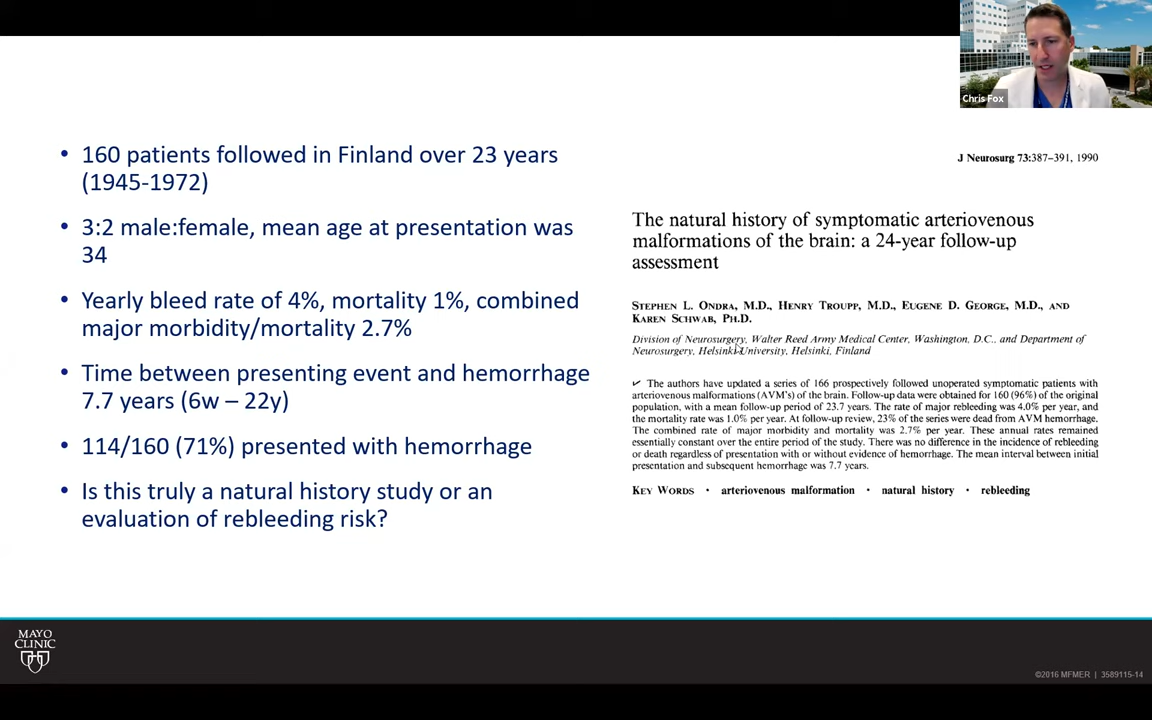 Chris Fox
• 160 patients followed in Finland over 23 years
(1945-1972)
• 3:2 male:female, mean age at presentation was
34
• Yearly bleed rate of 4%, mortality 1%, combined
major morbidity/mortality 2.7%
• Time between presenting event and hemorrhage
7.7 years (6w – 22y)
• 114/160 (71%) presented with hemorrhage
• Is this truly a natural history study or an
evaluation of rebleeding risk?
J Neurosurg 73:387–391, 1990
The natural history of symptomatic arteriovenous
malformations of the brain: a 24-year follow-up
assessment
STEPHEN L. ONDRA, M.D., HENRY TROUPP, M.D., EUGENE D. GEORGE, M.D., AND
KAREN SCHWAB, PH.D.
Division of Neurosurgery, Walter Reed Army Medical Center, Washington, D.C., and Department of
Neurosurgery, Helsinki University, Helsinki, Finland
✓ The authors have updated a series of 166 prospectively followed unoperated symptomatic patients with
arteriovenous malformations (AVM's) of the brain. Follow-up data were obtained for 160 (96%) of the original
population, with a mean follow-up period of 23.7 years. The rate of major rebleeding was 4.0% per year, and
the mortality rate was 1.0% per year. At follow-up review, 23% of the series were dead from AVM hemorrhage.
The combined rate of major morbidity and mortality was 2.7% per year. These annual rates remained
essentially constant over the entire period of the study. There was no difference in the incidence of rebleeding
or death regardless of presentation with or without evidence of hemorrhage. The mean interval between initial
presentation and subsequent hemorrhage was 7.7 years.
KEY WORDS • arteriovenous malformation • natural history • rebleeding
MAYO
CLINIC
©2016 MFMER | 3589115-14